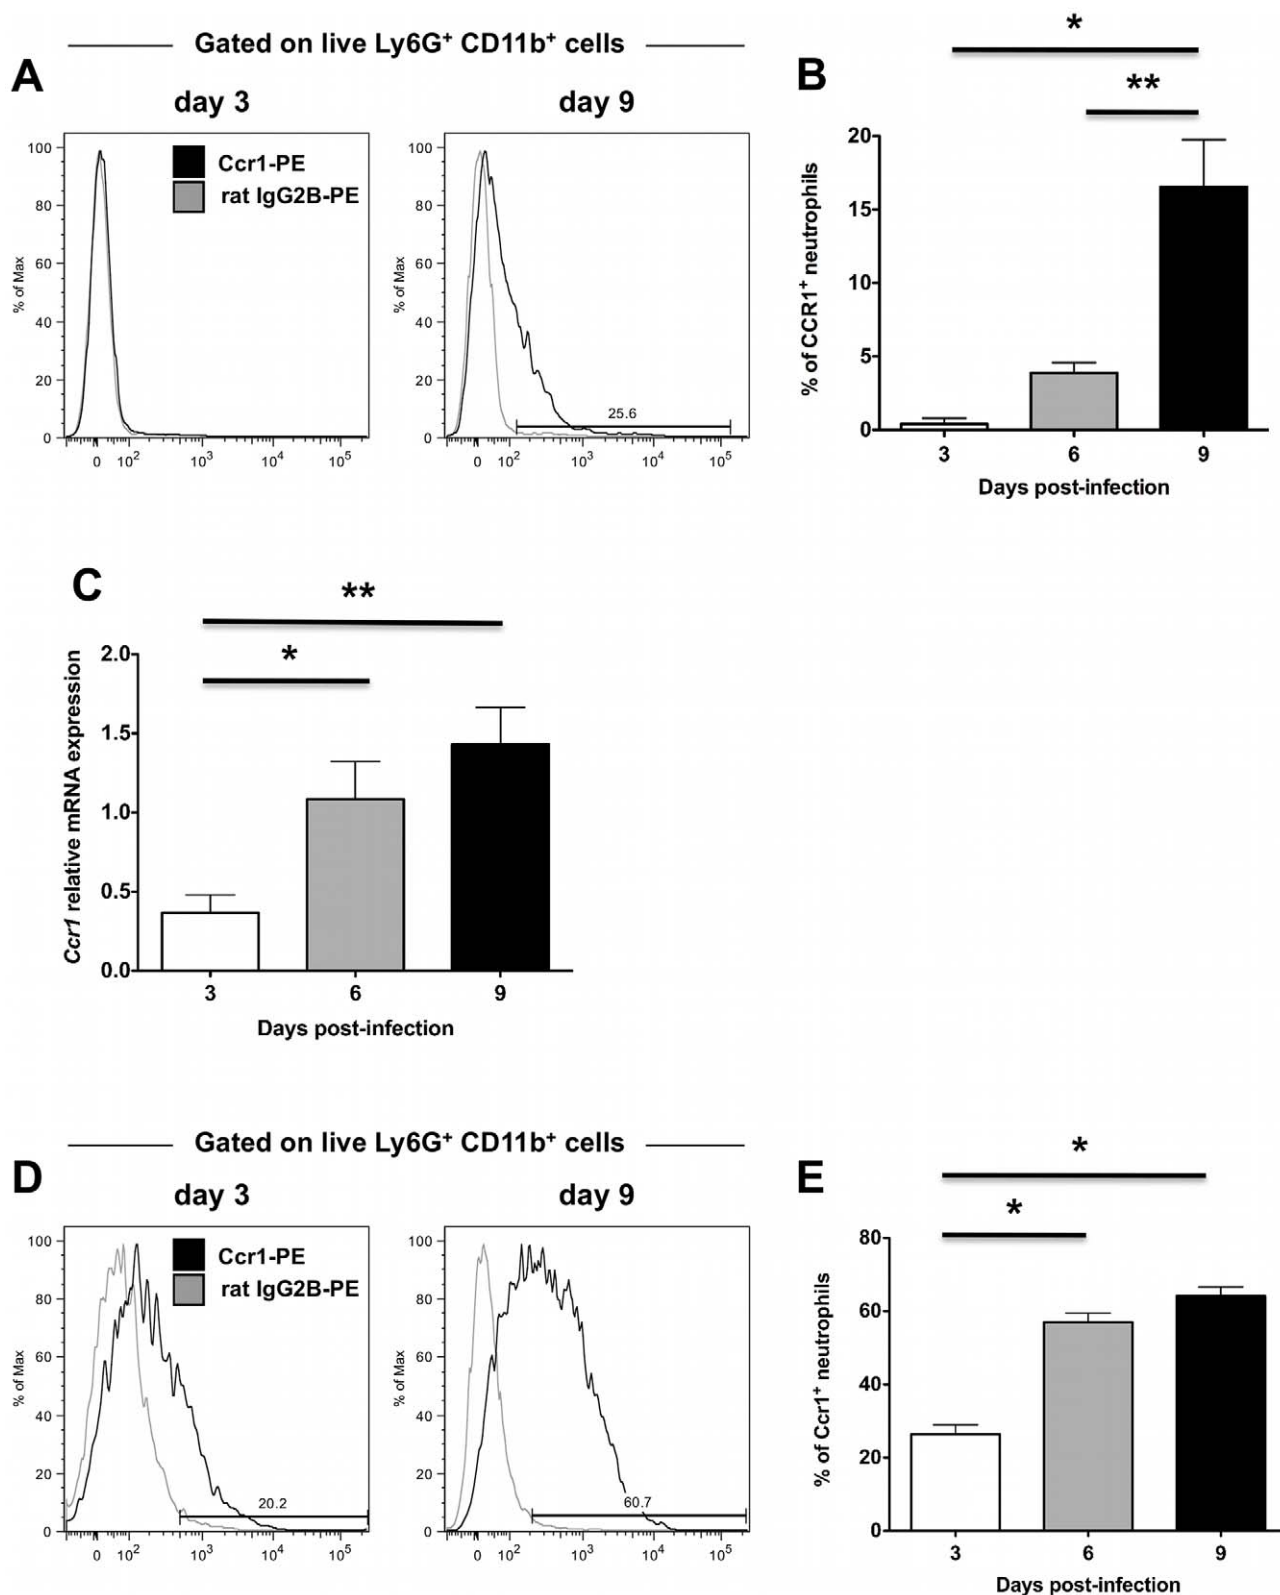 Gated on live Ly6G⁺ CD11b⁺ cells
A
day 3
day 9
100
80
60
40
20
0
% of Max
Ccr1-PE
rat IgG2B-PE
0 10² 10³ 10⁴ 10⁵
100
80
60
40
20
0
% of Max
25.6
0 10² 10³ 10⁴ 10⁵
B
*
**
20
15
10
5
0
% of CCR1⁺ neutrophils
3 6 9
Days post-infection
C
**
*
2.0
1.5
1.0
0.5
0.0
Ccr1 relative mRNA expression
3 6 9
Days post-infection
Gated on live Ly6G⁺ CD11b⁺ cells
D
day 3
day 9
100
80
60
40
20
0
% of Max
Ccr1-PE
rat IgG2B-PE
20.2
0 10² 10³ 10⁴ 10⁵
100
80
60
40
20
0
% of Max
60.7
0 10² 10³ 10⁴ 10⁵
E
*
*
80
60
40
20
0
% of Ccr1⁺ neutrophils
3 6 9
Days post-infection